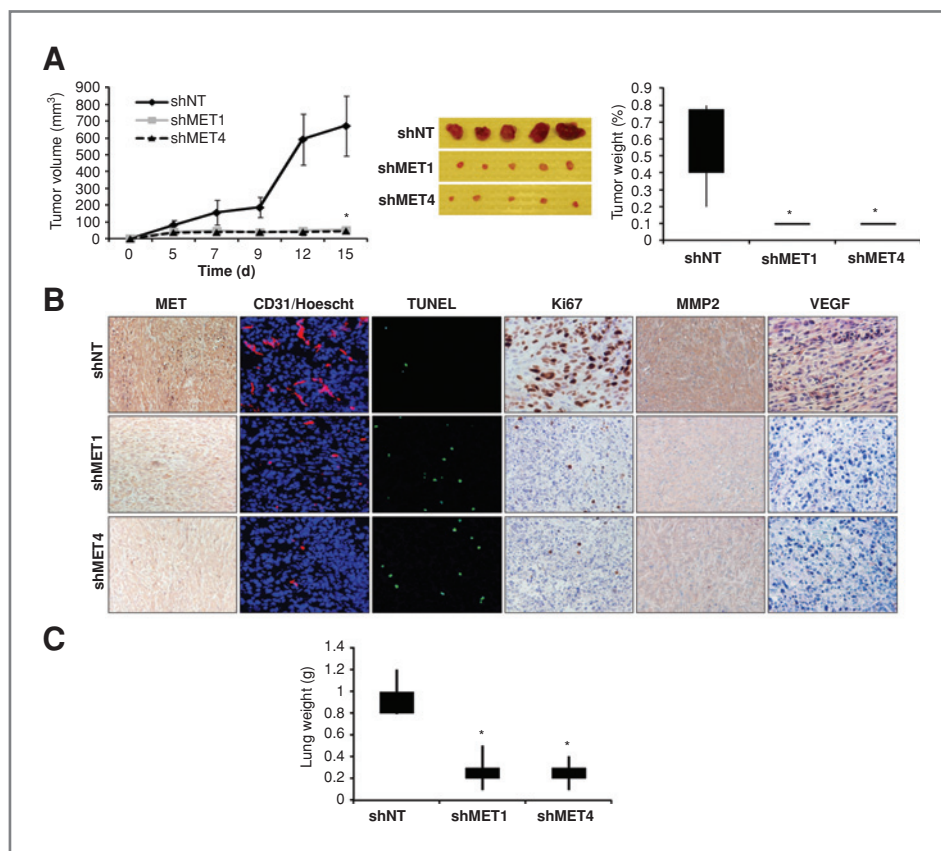 A
Tumor volume (mm³)
900
800
700
600
500
400
300
200
100
0
shNT
shMET1
shMET4
*
0 5 7 9 12 15
Time (d)
shNT
shMET1
shMET4
Tumor weight (%)
0.9
0.8
0.7
0.6
0.5
0.4
0.3
0.2
0.1
0
* *
shNT shMET1 shMET4
B
MET CD31/Hoescht TUNEL Ki67 MMP2 VEGF
shNT
shMET1
shMET4
C
Lung weight (g)
1.4
1.2
1
0.8
0.6
0.4
0.2
0
* *
shNT shMET1 shMET4